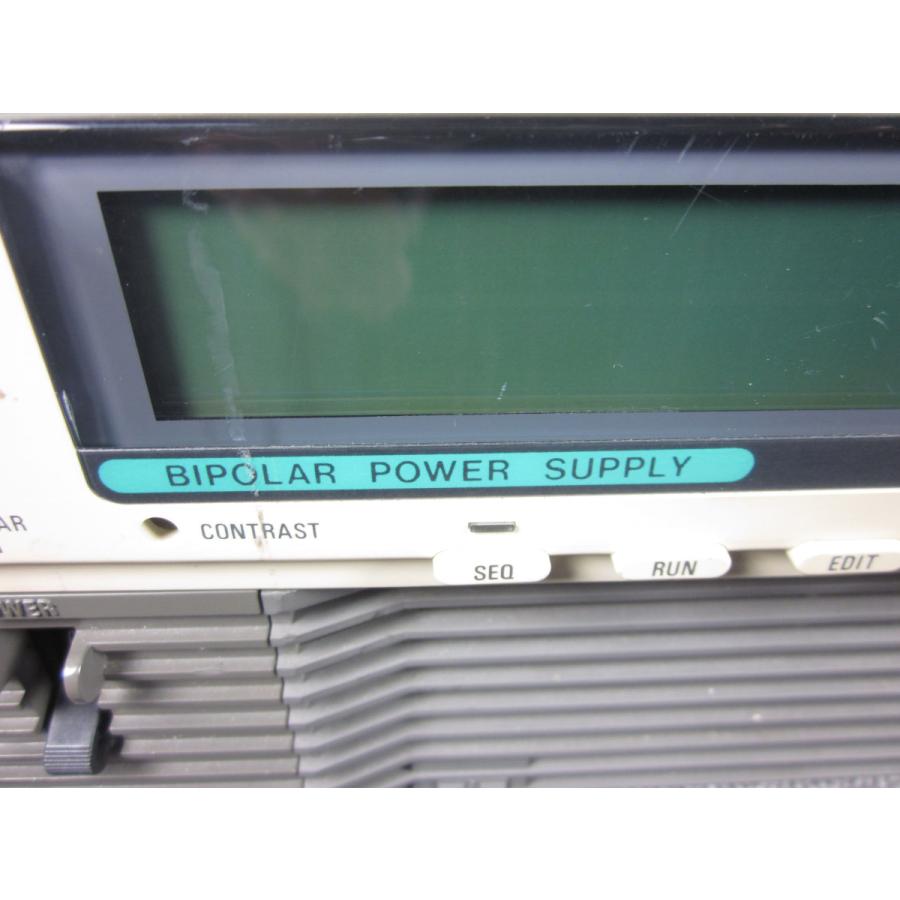 BIPOLAR POWER SUPPLY
CONTRAST
SEQ RUN EDIT